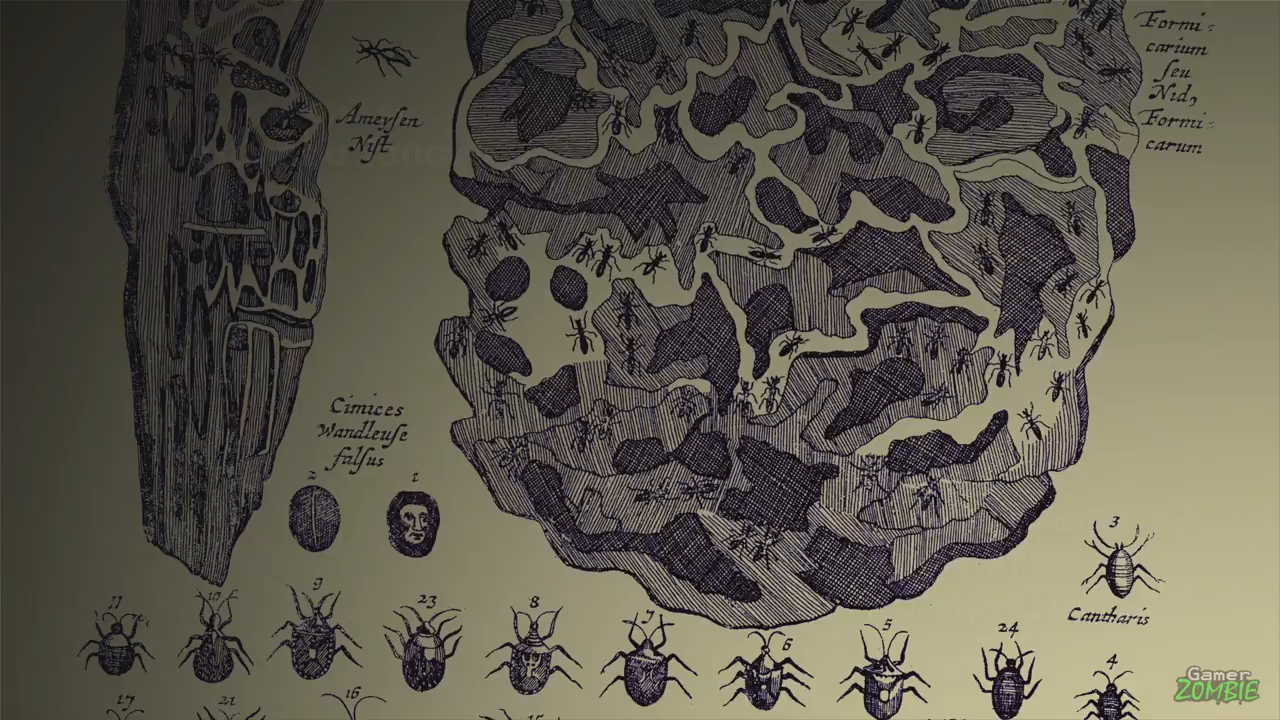 Formi:
carium
ſeu
Nid,
Formi:
carum
Ameyſen
Niſt
Cimices
Wandleuſe
falſus
2 1
3
Cantharis
11 10 9 23 8 7 6 5 24 4
17 21 16 15
Gamer
ZOMBIE